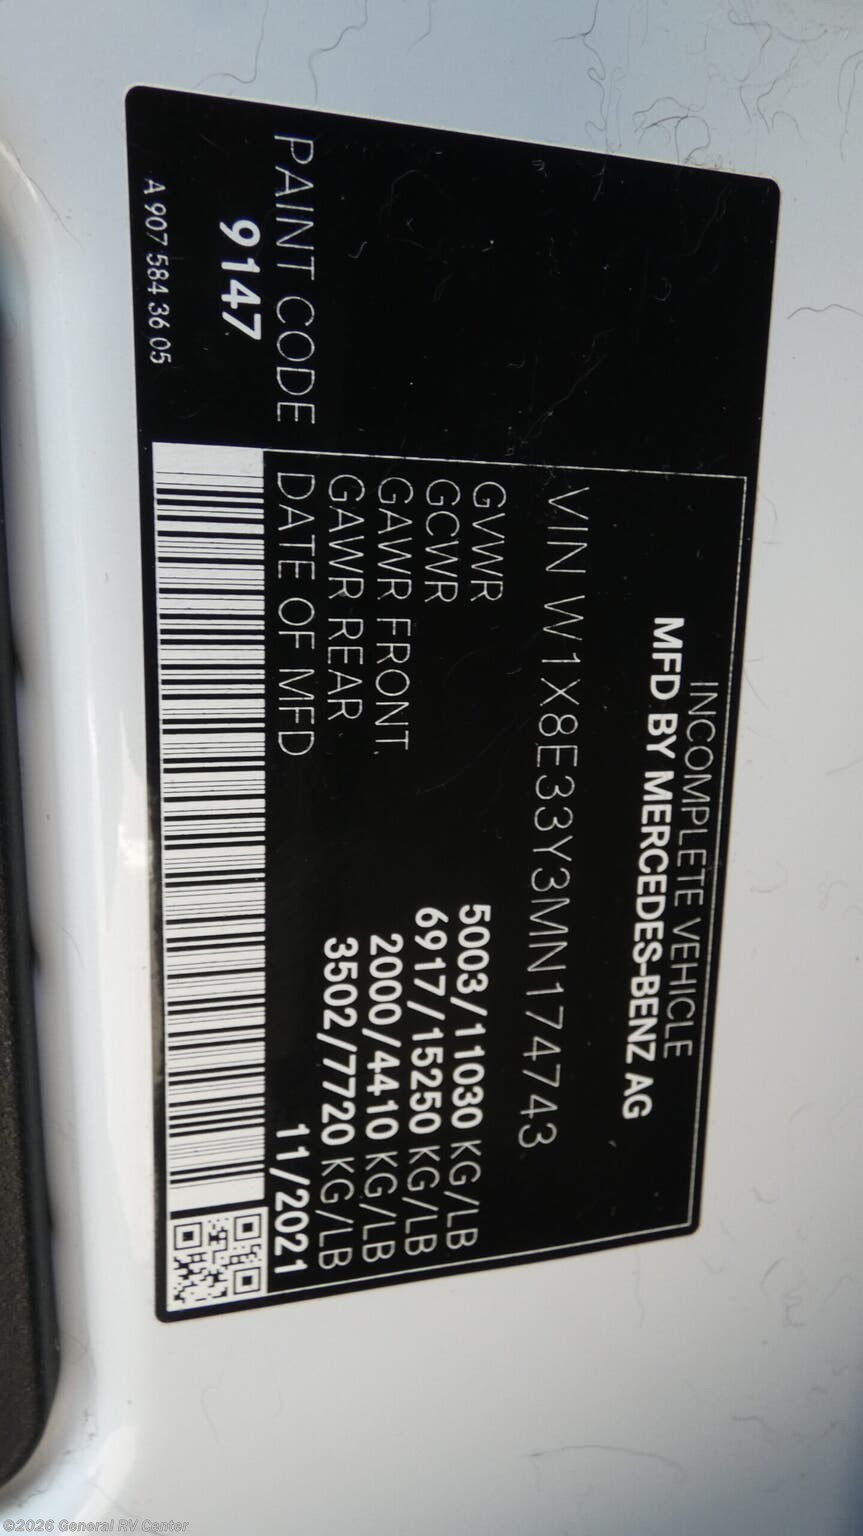 INCOMPLETE VEHICLE
MFD BY MERCEDES-BENZ AG
VIN W1X8E33Y3MN174743
GVWR 5003/11030 KG/LB
GCWR 6917/15250 KG/LB
GAWR FRONT 2000/4410 KG/LB
GAWR REAR 3502/7720 KG/LB
PAINT CODE DATE OF MFD 11/2021
9147
A 907 584 36 05
©2026 General RV Center